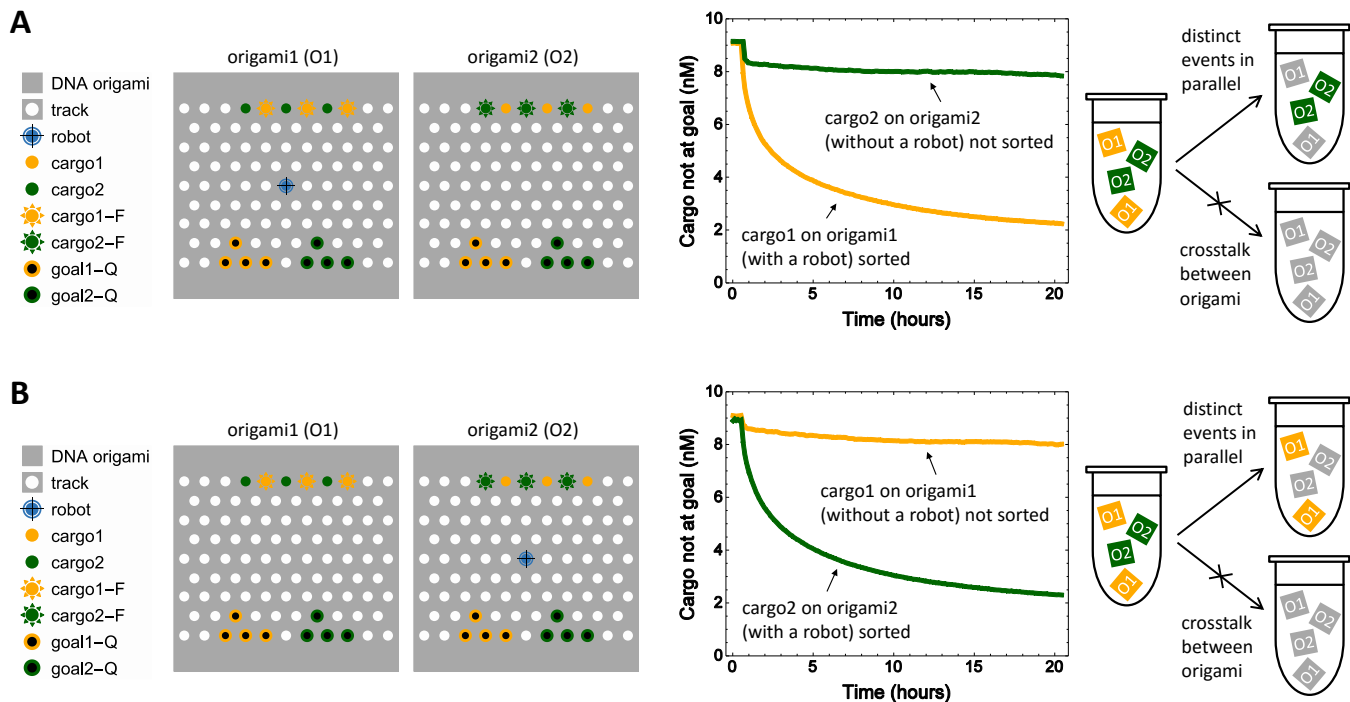 A
origami1 (O1)
origami2 (O2)
DNA origami
track
robot
cargo1
cargo2
cargo1−F
cargo2−F
goal1−Q
goal2−Q
Cargo not at goal (nM)
10
8
6
4
2
0
0
5
10
15
20
Time (hours)
cargo2 on origami2
(without a robot) not sorted
cargo1 on origami1
(with a robot) sorted
O1
O2
O2
O1
distinct
events in
parallel
crosstalk
between
origami
O1
O2
O2
O1
O1
O2
O2
O1
B
origami1 (O1)
origami2 (O2)
DNA origami
track
robot
cargo1
cargo2
cargo1−F
cargo2−F
goal1−Q
goal2−Q
Cargo not at goal (nM)
10
8
6
4
2
0
0
5
10
15
20
Time (hours)
cargo1 on origami1
(without a robot) not sorted
cargo2 on origami2
(with a robot) sorted
O1
O2
O2
O1
distinct
events in
parallel
crosstalk
between
origami
O1
O2
O2
O1
O1
O2
O2
O1